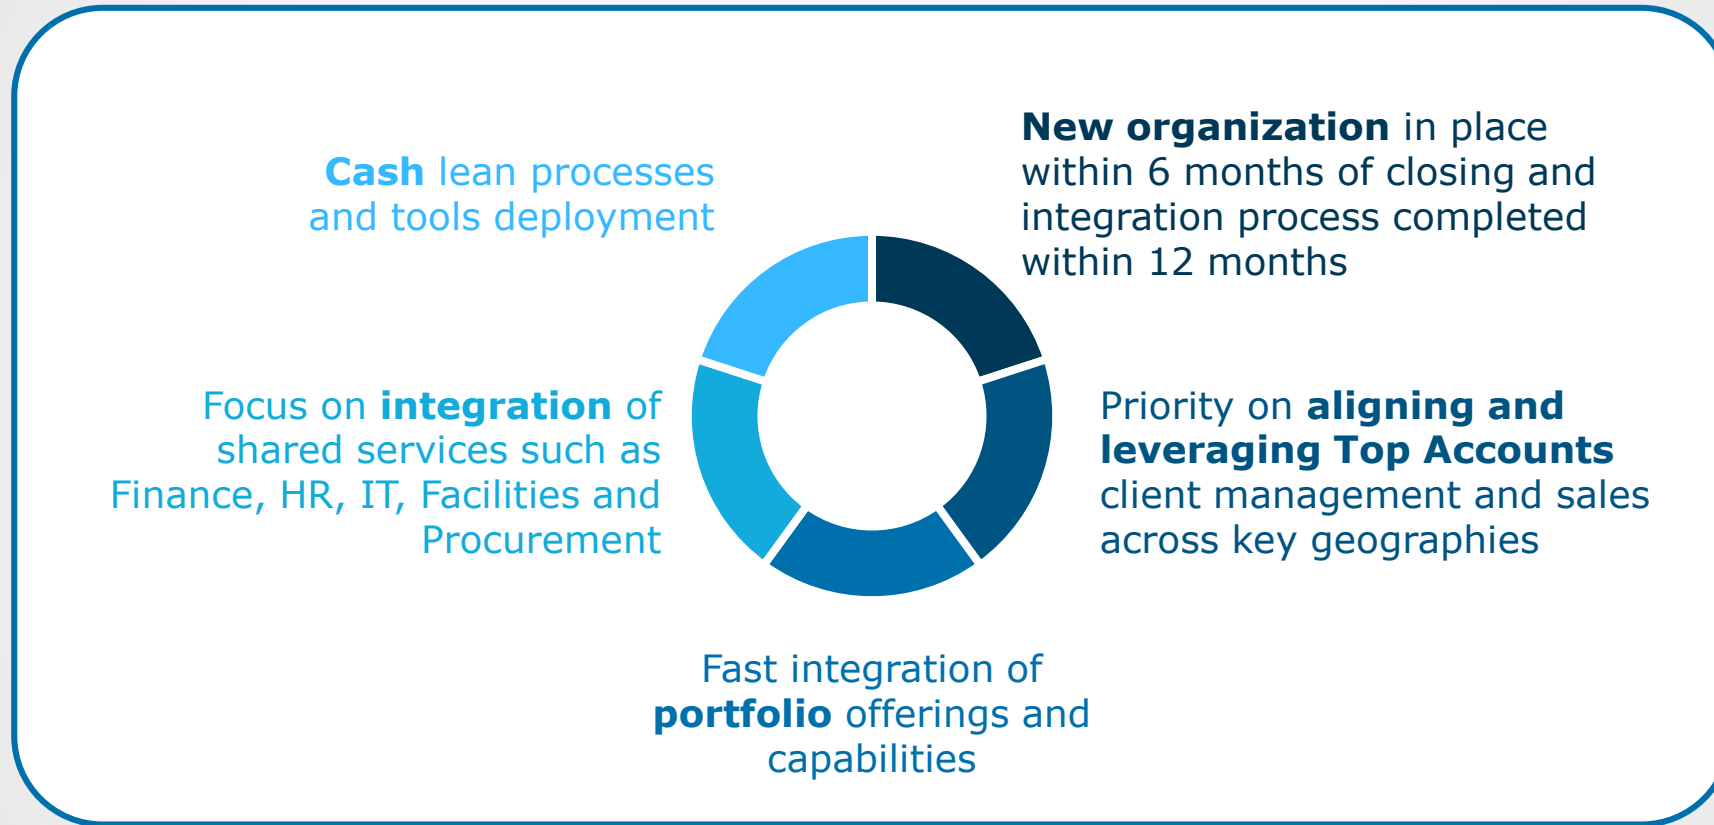 Cash lean processes
and tools deployment
New organization in place
within 6 months of closing and
integration process completed
within 12 months
Focus on integration of
shared services such as
Finance, HR, IT, Facilities and
Procurement
Priority on aligning and
leveraging Top Accounts
client management and sales
across key geographies
Fast integration of
portfolio offerings and
capabilities